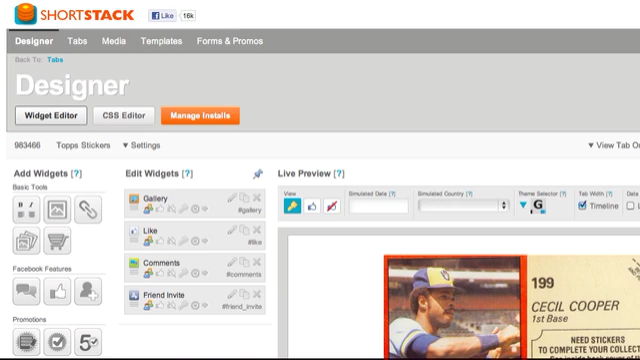 SHORTSTACK
Like 16k
Designer Tabs Media Templates Forms & Promos
Back To: Tabs
Designer
Widget Editor CSS Editor Manage Installs
983466 Topps Stickers ▼ Settings ▼ View Tab O
Add Widgets [?]
Basic Tools
B I
Facebook Features
Promotions
5
Edit Widgets [?]
Gallery
#gallery
Like
#like
Comments
#comments
Friend Invite
#friend_invite
Live Preview [?]
View Simulated Date [?] Simulated Country [?] Theme Selector [?] Tab Width [?] Data
G Timeline L
199
CECIL COOPER
1st Base
NEED STICKERS
TO COMPLETE YOUR COLLECT